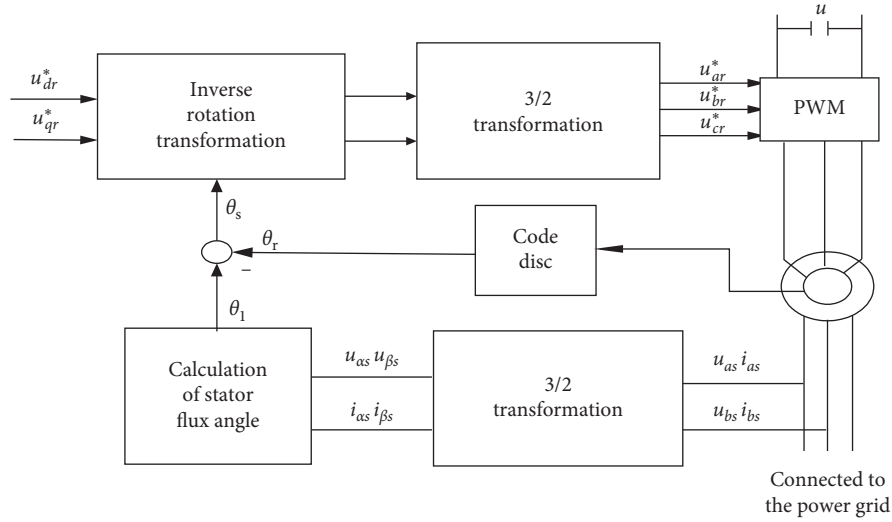 u
u*dr
u*qr
Inverse
rotation
transformation
3/2
transformation
u*ar
u*br
u*cr
PWM
θs
θr
−
Code
disc
θ1
Calculation
of stator
flux angle
uαs uβs
iαs iβs
3/2
transformation
uas ias
ubs ibs
Connected to
the power grid